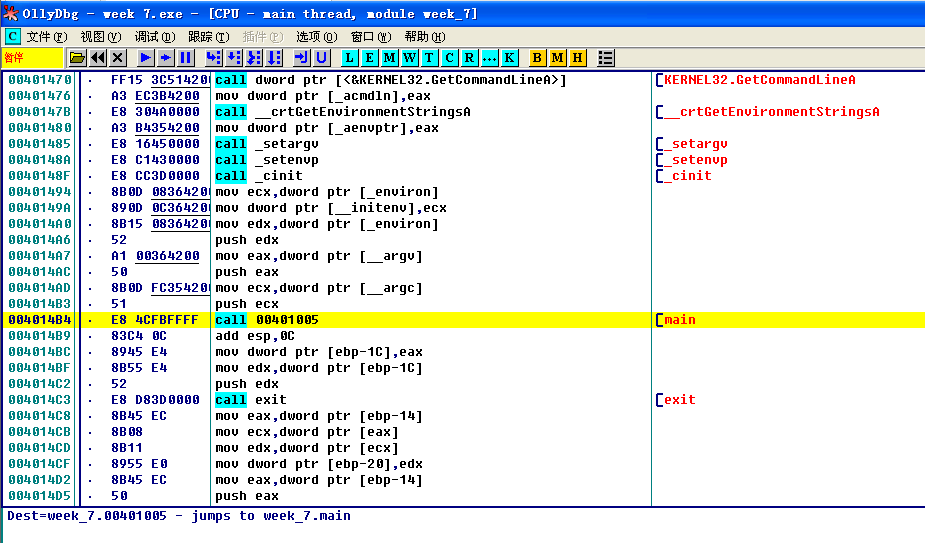 OllyDbg - week 7.exe - [CPU - main thread, module week_7]
C 文件(F) 视图(V) 调试(D) 跟踪(T) 插件(P) 选项(O) 窗口(W) 帮助(H)
暂停 L E M W T C R ... K B M H
00401470 . FF15 3C514200 call dword ptr [<&KERNEL32.GetCommandLineA>] [KERNEL32.GetCommandLineA
00401476 . A3 EC3B4200 mov dword ptr [_acmdln],eax
0040147B . E8 304A0000 call __crtGetEnvironmentStringsA [__crtGetEnvironmentStringsA
00401480 . A3 B4354200 mov dword ptr [_aenvptr],eax
00401485 . E8 16450000 call _setargv [_setargv
0040148A . E8 C1430000 call _setenvp [_setenvp
0040148F . E8 CC3D0000 call _cinit [_cinit
00401494 . 8B0D 08364200 mov ecx,dword ptr [_environ]
0040149A . 890D 0C364200 mov dword ptr [__initenv],ecx
004014A0 . 8B15 08364200 mov edx,dword ptr [_environ]
004014A6 . 52 push edx
004014A7 . A1 00364200 mov eax,dword ptr [__argv]
004014AC . 50 push eax
004014AD . 8B0D FC354200 mov ecx,dword ptr [__argc]
004014B3 . 51 push ecx
004014B4 . E8 4CFBFFFF call 00401005 [main
004014B9 . 83C4 0C add esp,0C
004014BC . 8945 E4 mov dword ptr [ebp-1C],eax
004014BF . 8B55 E4 mov edx,dword ptr [ebp-1C]
004014C2 . 52 push edx
004014C3 . E8 D83D0000 call exit [exit
004014C8 . 8B45 EC mov eax,dword ptr [ebp-14]
004014CB . 8B08 mov ecx,dword ptr [eax]
004014CD . 8B11 mov edx,dword ptr [ecx]
004014CF . 8955 E0 mov dword ptr [ebp-20],edx
004014D2 . 8B45 EC mov eax,dword ptr [ebp-14]
004014D5 . 50 push eax
Dest=week_7.00401005 - jumps to week_7.main